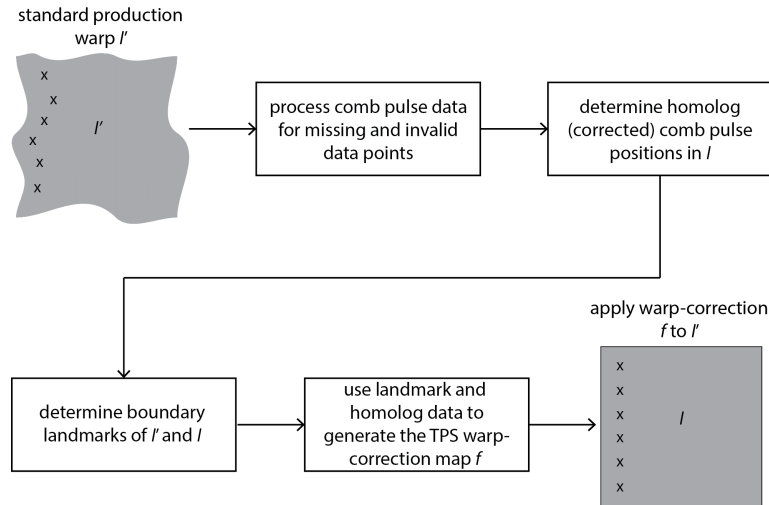 standard production
warp I′
x
x
x
I′
x
x
x
process comb pulse data
for missing and invalid
data points
determine homolog
(corrected) comb pulse
positions in I
determine boundary
landmarks of I′ and I
use landmark and
homolog data to
generate the TPS warp-
correction map f
apply warp-correction
f to I′
x
x
x
I
x
x
x